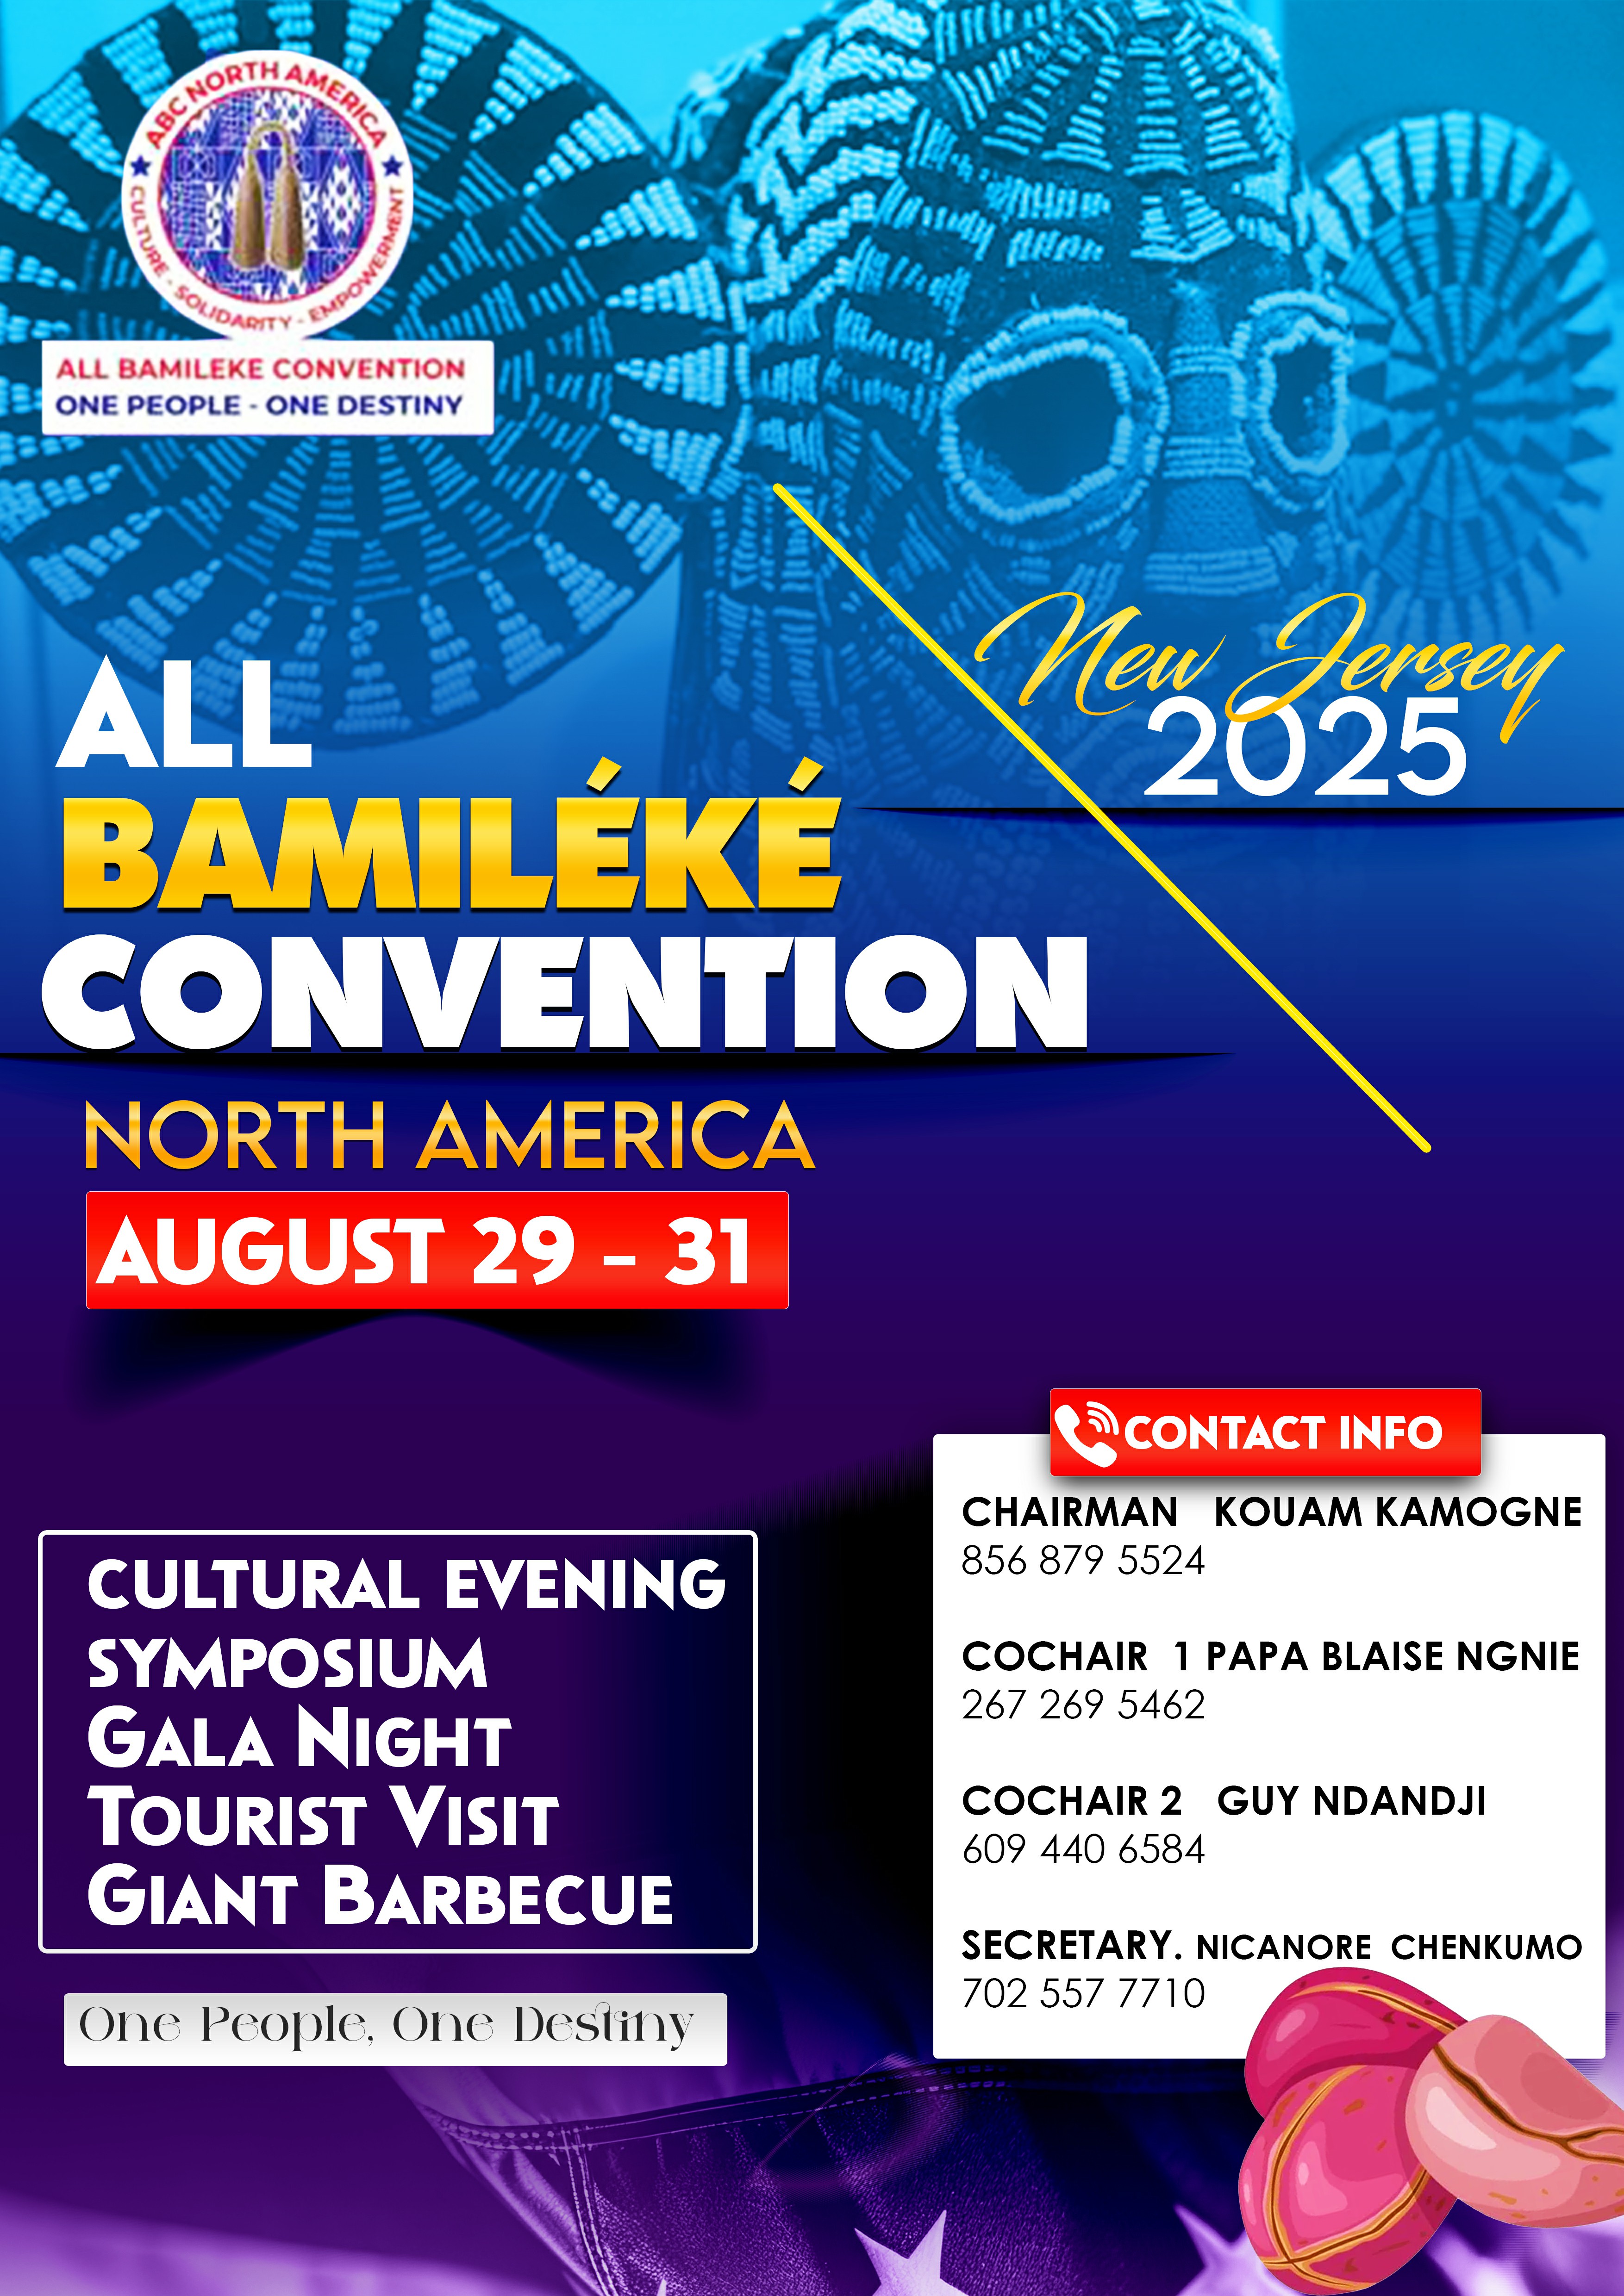 ABC NORTH AMERICA
CULTURE - SOLIDARITY - EMPOWERMENT
ALL BAMILEKE CONVENTION
ONE PEOPLE - ONE DESTINY
New Jersey
2025
ALL
BAMILÉKÉ
CONVENTION
NORTH AMERICA
AUGUST 29 - 31
CULTURAL EVENING
SYMPOSIUM
GALA NIGHT
TOURIST VISIT
GIANT BARBECUE
One People, One Destiny
CONTACT INFO
CHAIRMAN KOUAM KAMOGNE
856 879 5524
COCHAIR 1 PAPA BLAISE NGNIE
267 269 5462
COCHAIR 2 GUY NDANDJI
609 440 6584
SECRETARY. NICANORE CHENKUMO
702 557 7710